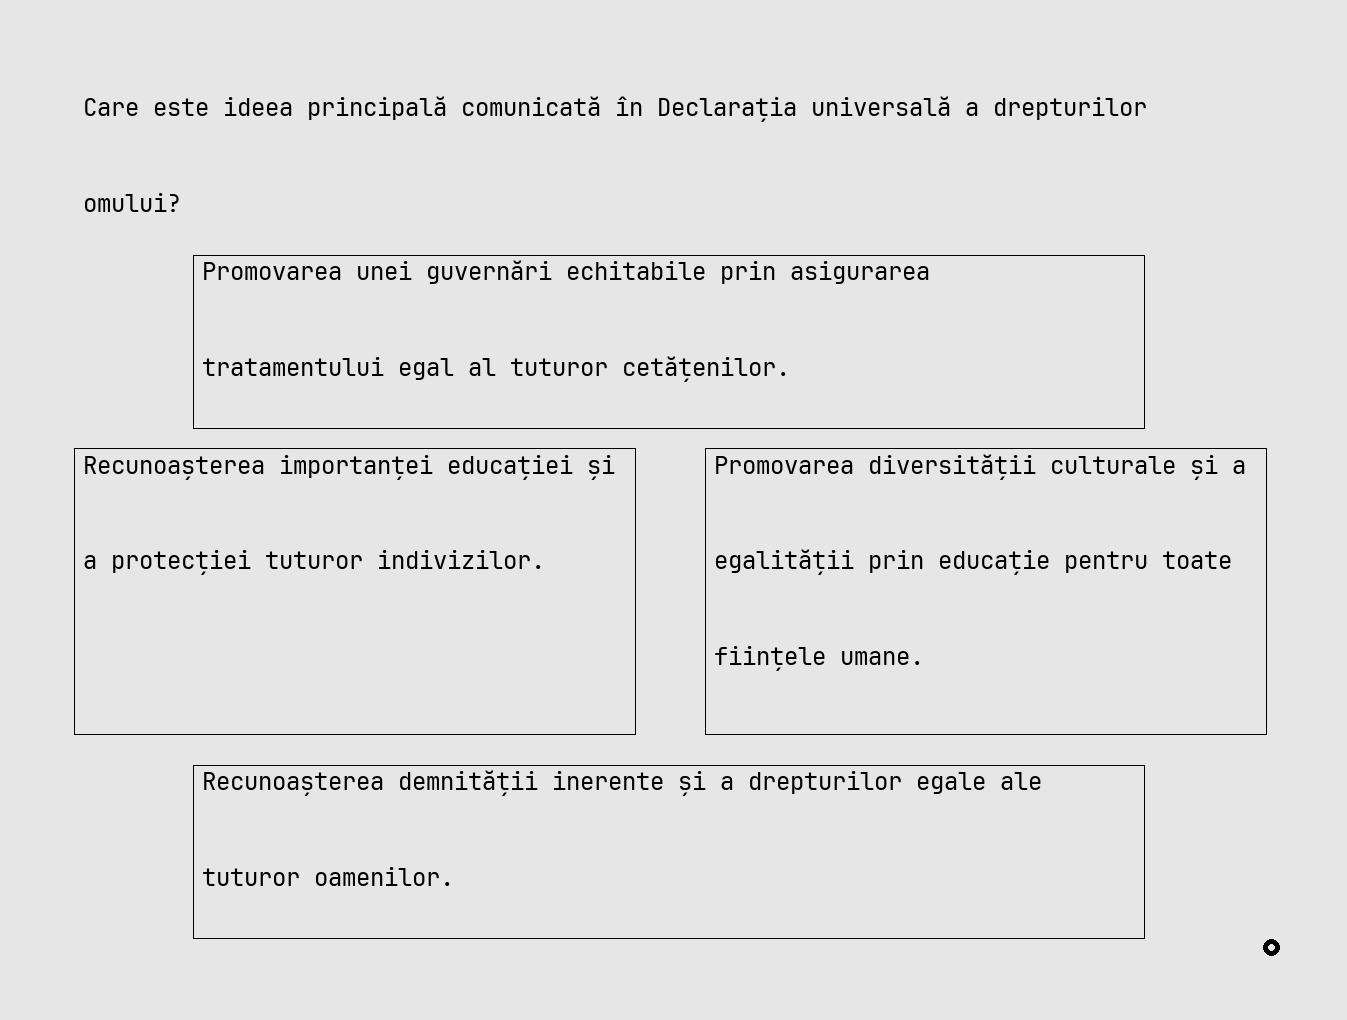 Care este ideea principală comunicată în Declarația universală a drepturilor
omului?
Promovarea unei guvernări echitabile prin asigurarea
tratamentului egal al tuturor cetățenilor.
Recunoașterea importanței educației și
a protecției tuturor indivizilor.
Promovarea diversității culturale și a
egalității prin educație pentru toate
ființele umane.
Recunoașterea demnității inerente și a drepturilor egale ale
tuturor oamenilor.